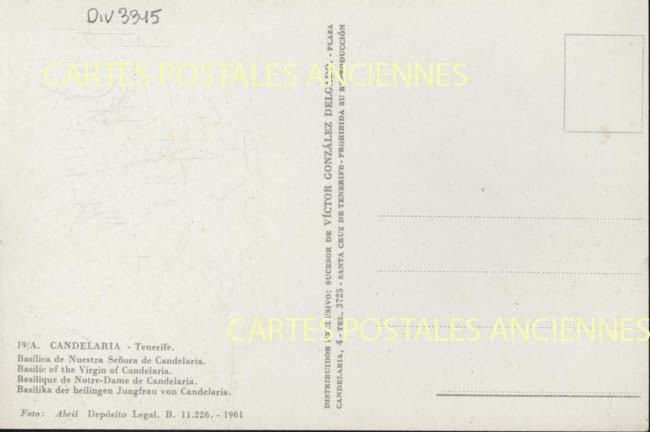 Div 3315
CARTES POSTALES ANCIENNES
DISTRIBUIDOR EXCLUSIVO: SUCESOR DE VÍCTOR GONZÁLEZ DELGADO. - PLAZA
CANDELARIA, 4 - TEL. 3725 - SANTA CRUZ DE TENERIFE - PROHIBIDA SU REPRODUCCIÓN
CARTES POSTALES ANCIENNES
19/A. CANDELARIA - Tenerife.
Basílica de Nuestra Señora de Candelaria.
Basilic of the Virgin of Candelaria.
Basilique de Notre-Dame de Candelaria.
Basilika der heilingen Jungfrau von Candelaria.
Foto: Abril Depósito Legal. B. 11.226. - 1961